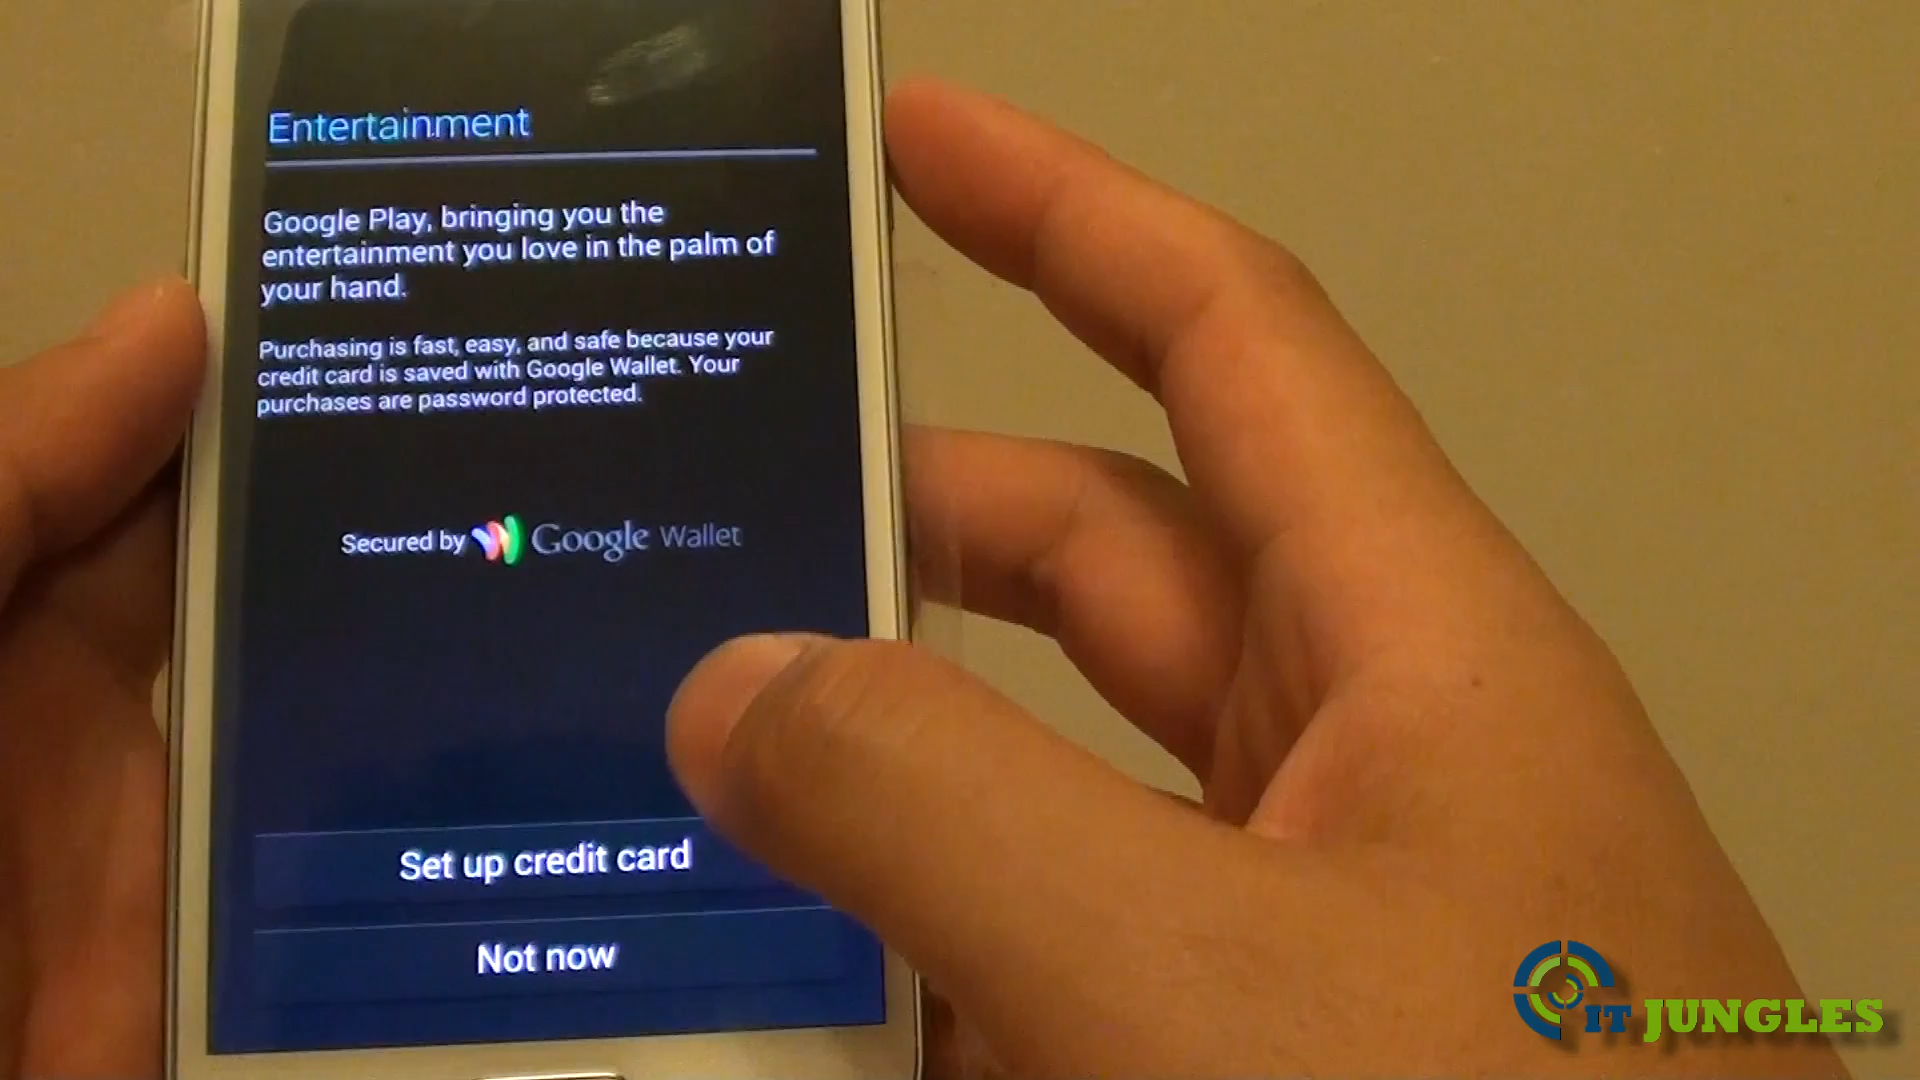 Entertainment
Google Play, bringing you the
entertainment you love in the palm of
your hand.
Purchasing is fast, easy, and safe because your
credit card is saved with Google Wallet. Your
purchases are password protected.
Secured by Google Wallet
Set up credit card
Not now
IT JUNGLES